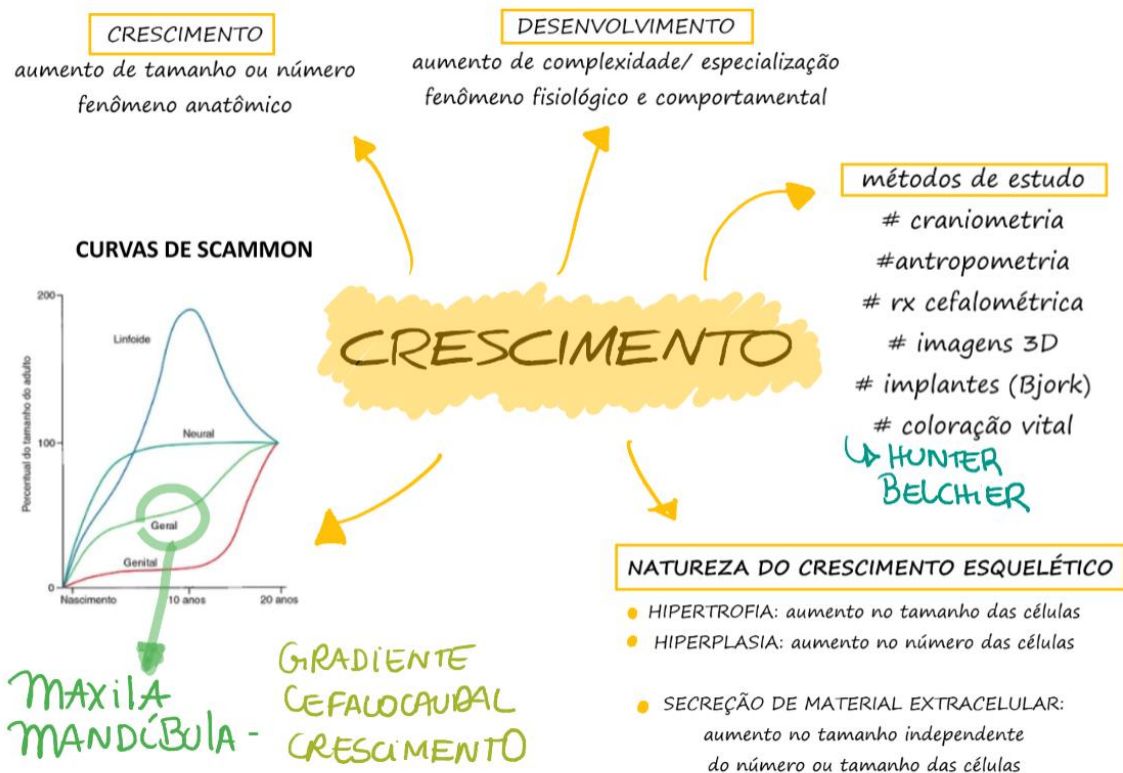 CRESCIMENTO
aumento de tamanho ou número
fenômeno anatômico
DESENVOLVIMENTO
aumento de complexidade/ especialização
fenômeno fisiológico e comportamental
métodos de estudo
# craniometria
#antropometria
# rx cefalométrica
# imagens 3D
# implantes (Bjork)
# coloração vital
HUNTER
BELCHIER
CRESCIMENTO
CURVAS DE SCAMMON
Percentual do tamanho do adulto
200
100
0
Linfoide
Neural
Geral
Genital
Nascimento
10 anos
20 anos
MAXILA
MANDÍBULA -
GRADIENTE
CEFALOCAUDAL
CRESCIMENTO
NATUREZA DO CRESCIMENTO ESQUELÉTICO
HIPERTROFIA: aumento no tamanho das células
HIPERPLASIA: aumento no número das células
SECREÇÃO DE MATERIAL EXTRACELULAR:
aumento no tamanho independente
do número ou tamanho das células